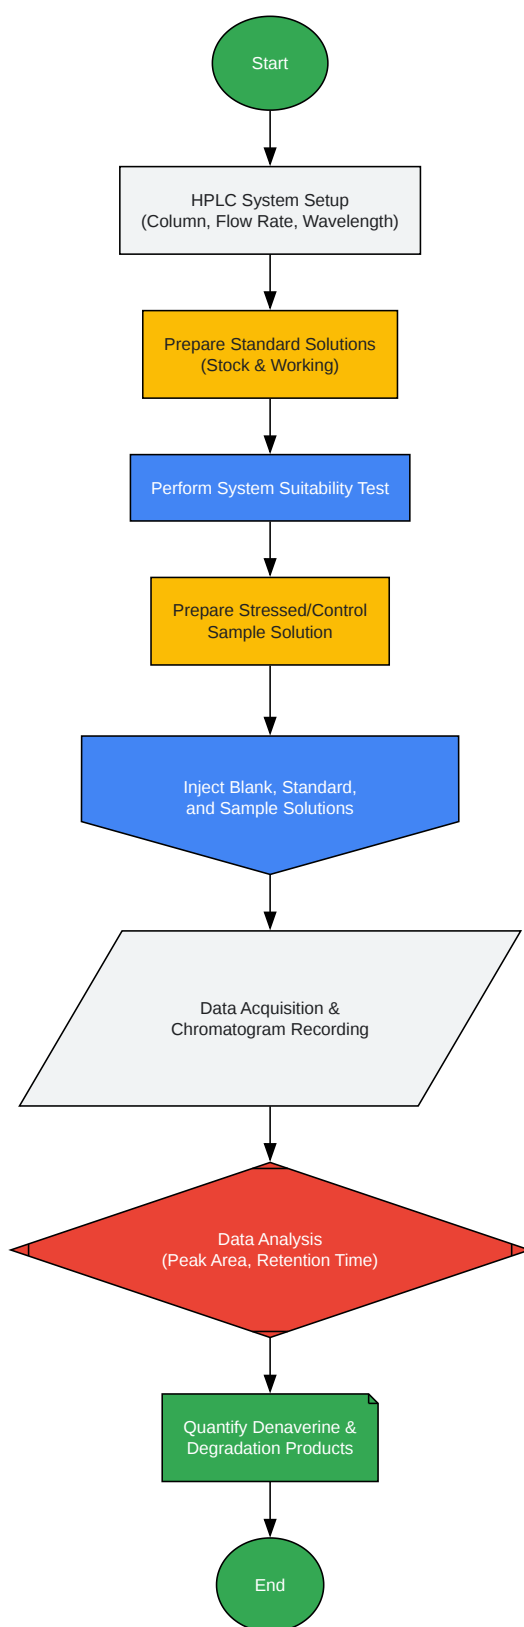 Start
HPLC System Setup
(Column, Flow Rate, Wavelength)
Prepare Standard Solutions
(Stock & Working)
Perform System Suitability Test
Prepare Stressed/Control
Sample Solution
Inject Blank, Standard,
and Sample Solutions
Data Acquisition &
Chromatogram Recording
Data Analysis
(Peak Area, Retention Time)
Quantify Denaverine &
Degradation Products
End